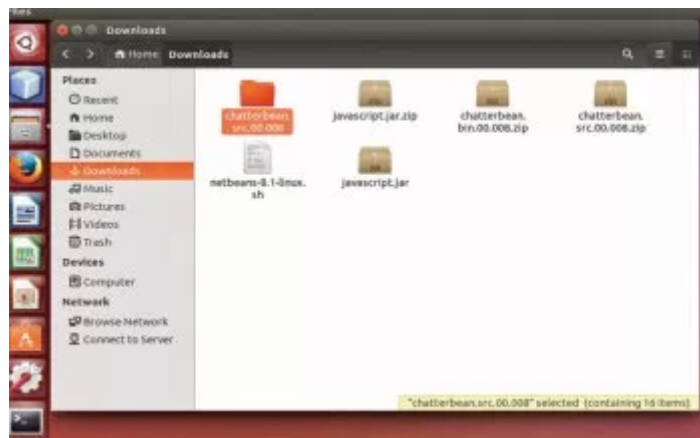 Files
Downloads
Home Downloads
Places
Recent
Home
Desktop
Documents
Downloads
Music
Pictures
Videos
Trash
Devices
Computer
Network
Browse Network
Connect to Server
chatterbean.
src.00.008
javascript.jar.zip
chatterbean.
bin.00.008.zip
chatterbean.
src.00.008.zip
netbeans-8.1-linux.
sh
javascript.jar
"chatterbean.src.00.008" selected (containing 16 items)